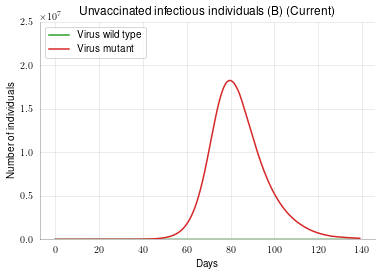 Unvaccinated infectious individuals (B) (Current)
×10⁷
2.5
Virus wild type
Virus mutant
2.0
1.5
1.0
0.5
0.0
Number of individuals
0 20 40 60 80 100 120 140
Days